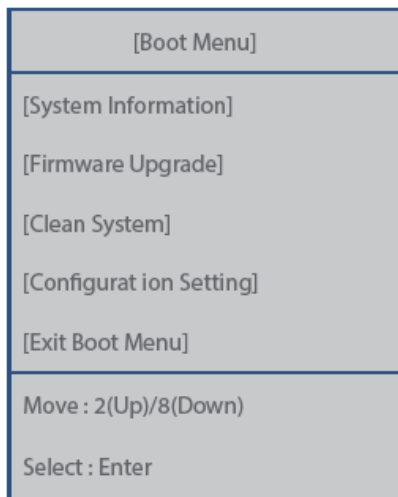 [Boot Menu]
[System Information]
[Firmware Upgrade]
[Clean System]
[Configurat ion Setting]
[Exit Boot Menu]
Move : 2(Up)/8(Down)
Select : Enter